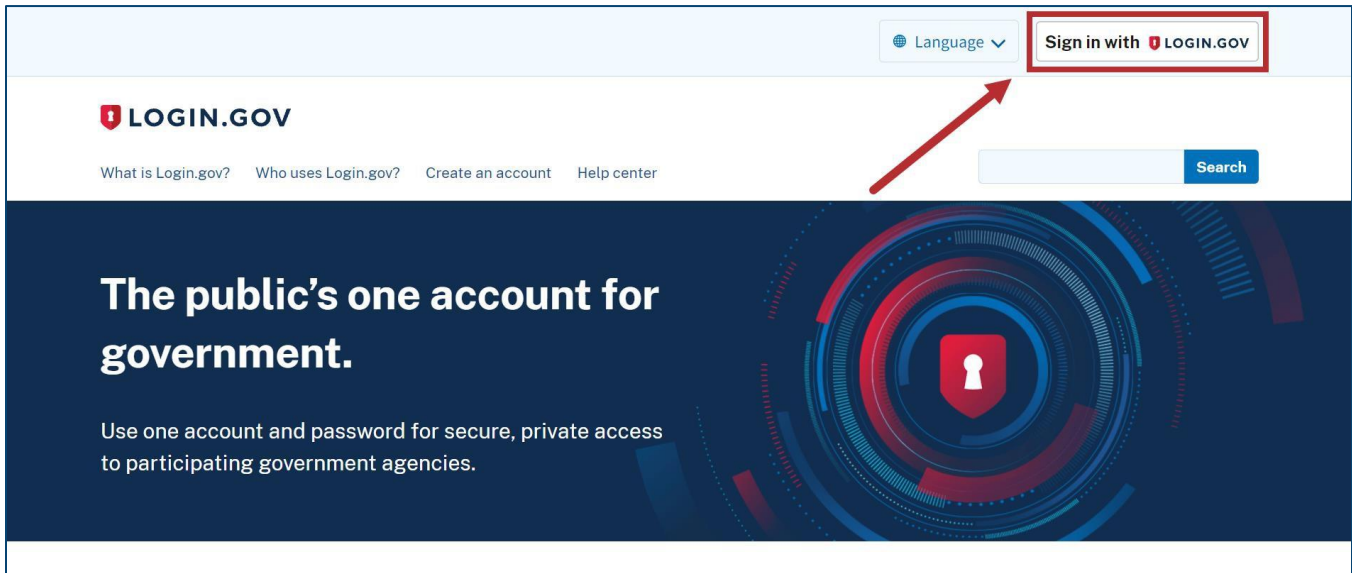 Language
Sign in with LOGIN.GOV
LOGIN.GOV
What is Login.gov? Who uses Login.gov? Create an account Help center
Search
The public’s one account for
government.
Use one account and password for secure, private access
to participating government agencies.